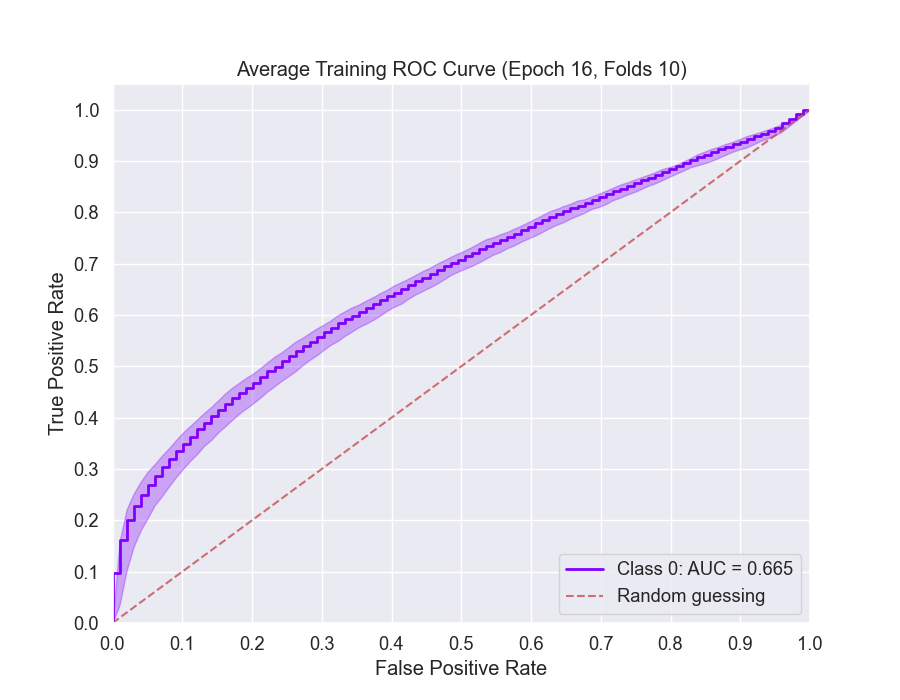 Average Training ROC Curve (Epoch 16, Folds 10)
True Positive Rate
1.0
0.9
0.8
0.7
0.6
0.5
0.4
0.3
0.2
0.1
0.0
Class 0: AUC = 0.665
Random guessing
0.0 0.1 0.2 0.3 0.4 0.5 0.6 0.7 0.8 0.9 1.0
False Positive Rate